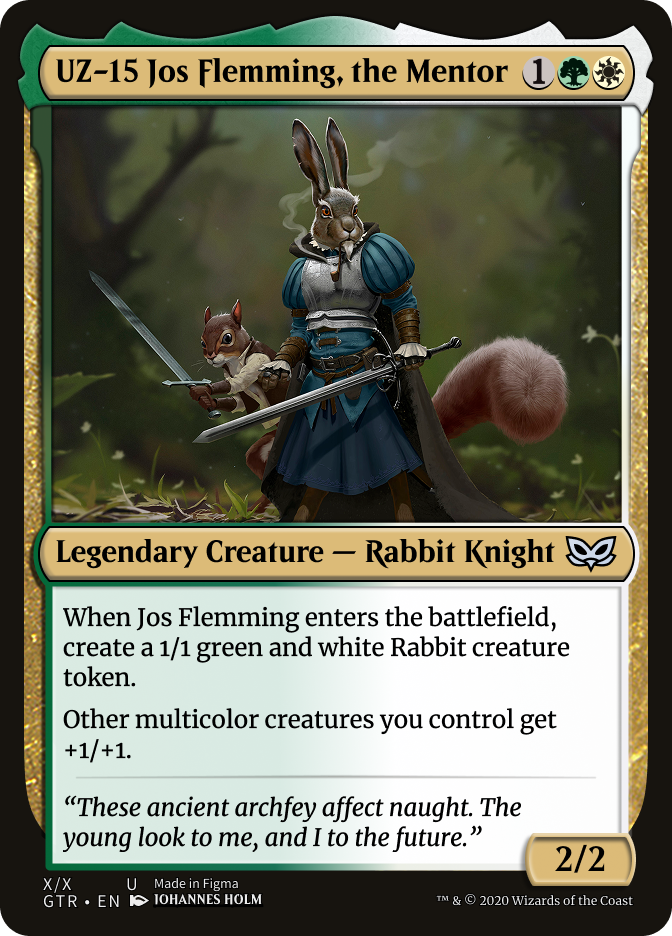 UZ-15 Jos Flemming, the Mentor 1
Legendary Creature — Rabbit Knight
When Jos Flemming enters the battlefield,
create a 1/1 green and white Rabbit creature
token.
Other multicolor creatures you control get
+1/+1.
“These ancient archfey affect naught. The
young look to me, and I to the future.”
2/2
X/X U Made in Figma
GTR • EN JOHANNES HOLM ™ & © 2020 Wizards of the Coast